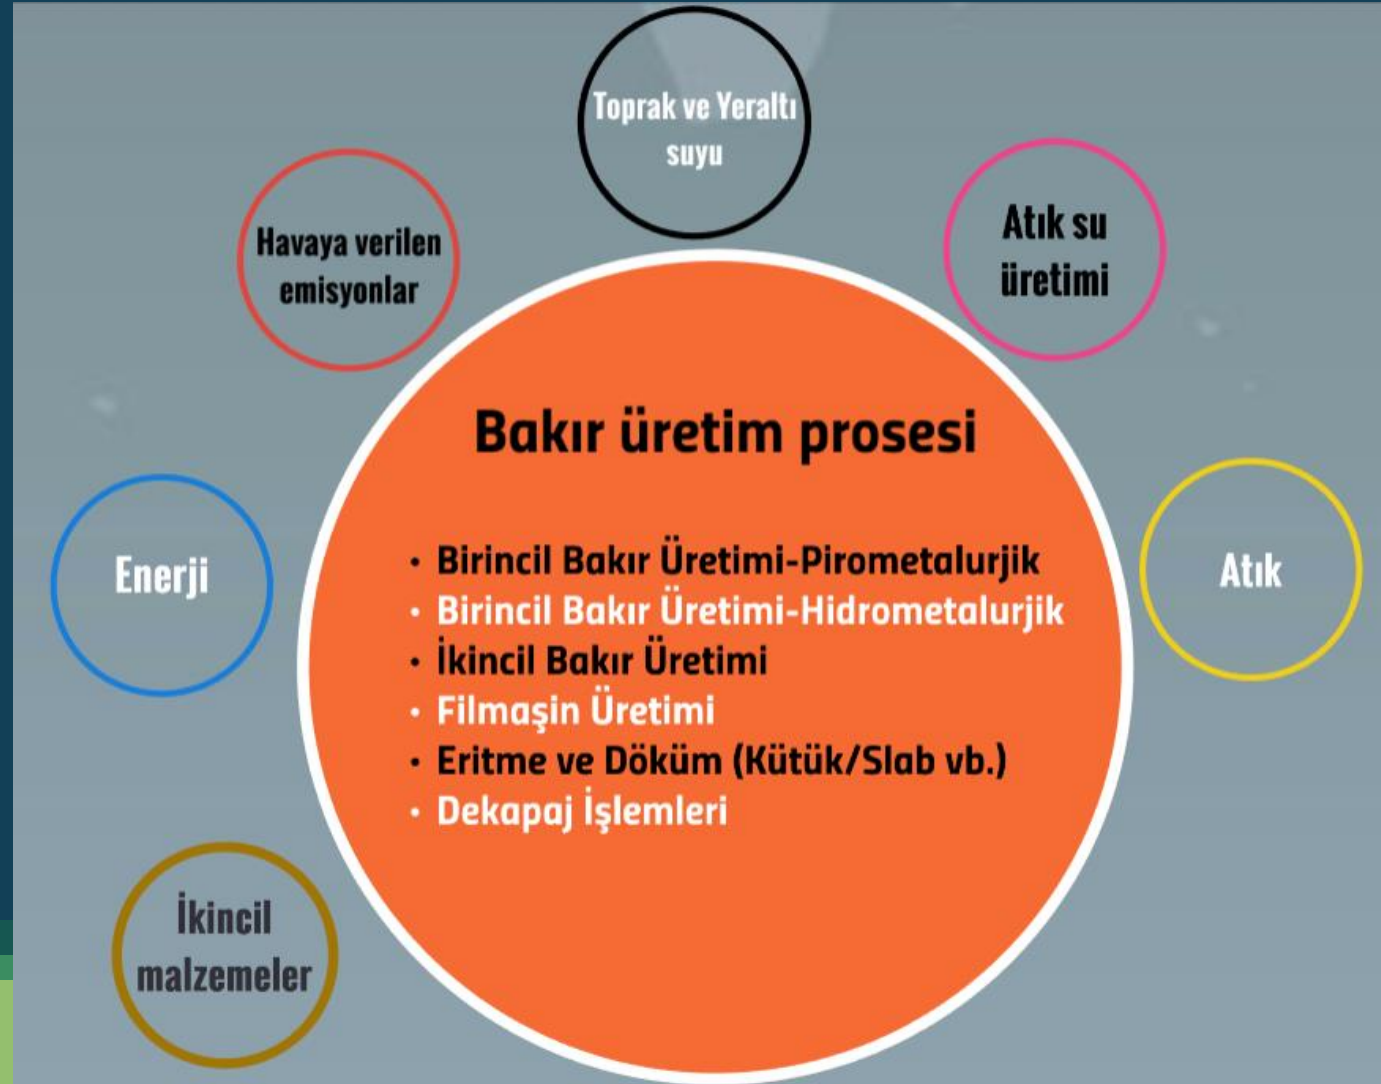 Toprak ve Yeraltı
suyu
Havaya verilen
emisyonlar
Atık su
üretimi
Enerji
Atık
İkincil
malzemeler
Bakır üretim prosesi
• Birincil Bakır Üretimi-Pirometalurjik
• Birincil Bakır Üretimi-Hidrometalurjik
• İkincil Bakır Üretimi
• Filmaşin Üretimi
• Eritme ve Döküm (Kütük/Slab vb.)
• Dekapaj İşlemleri